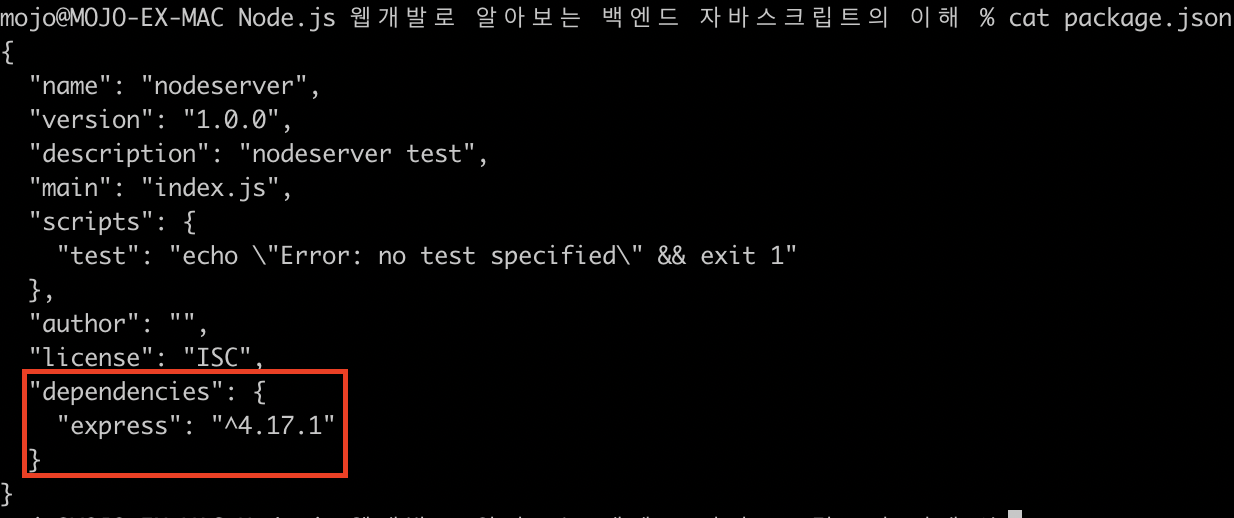 mojo@MOJO-EX-MAC Node.js 웹개발로 알아보는 백엔드 자바스크립트의 이해 % cat package.json
{
  "name": "nodeserver",
  "version": "1.0.0",
  "description": "nodeserver test",
  "main": "index.js",
  "scripts": {
    "test": "echo \"Error: no test specified\" && exit 1"
  },
  "author": "",
  "license": "ISC",
  "dependencies": {
    "express": "^4.17.1"
  }
}